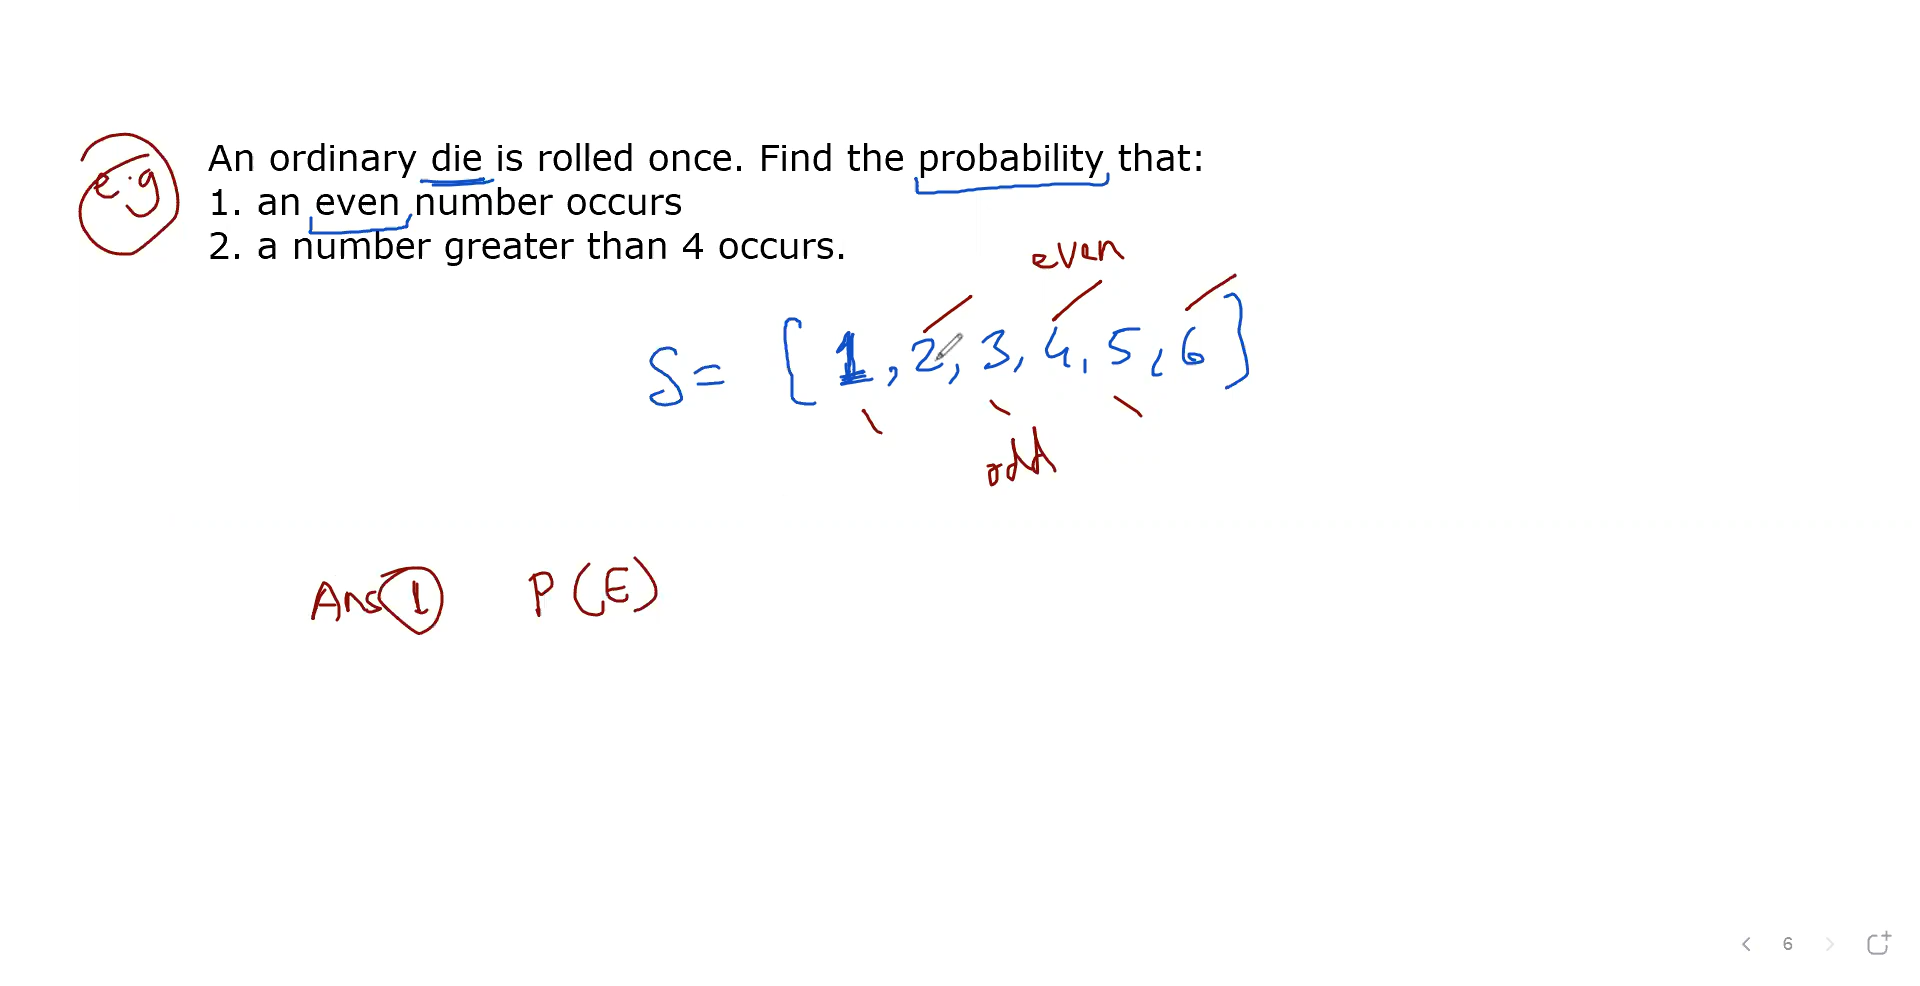 e.g
An ordinary die is rolled once. Find the probability that:
1. an even number occurs
2. a number greater than 4 occurs.
even
S = { 1, 2, 3, 4, 5, 6 }
odd
Ans 1 P(E)
6